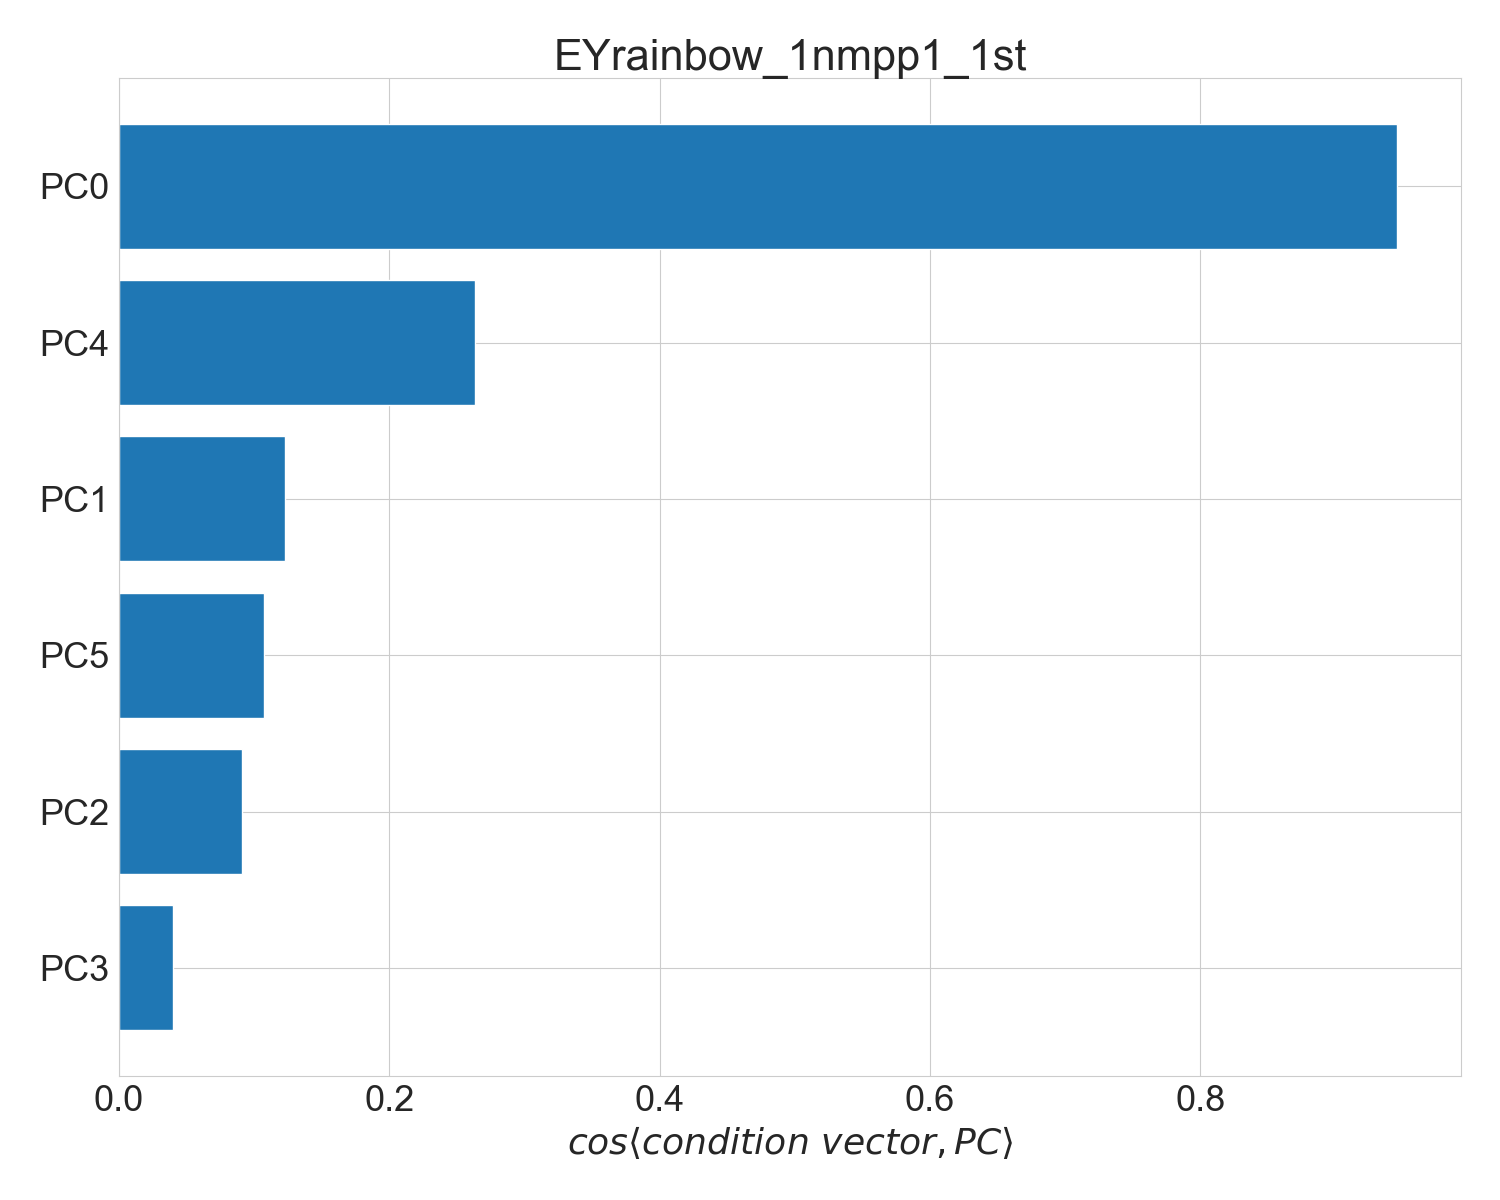 EYrainbow_1nmpp1_1st
PC0
PC4
PC1
PC5
PC2
PC3
0.0 0.2 0.4 0.6 0.8
cos⟨condition vector, PC⟩